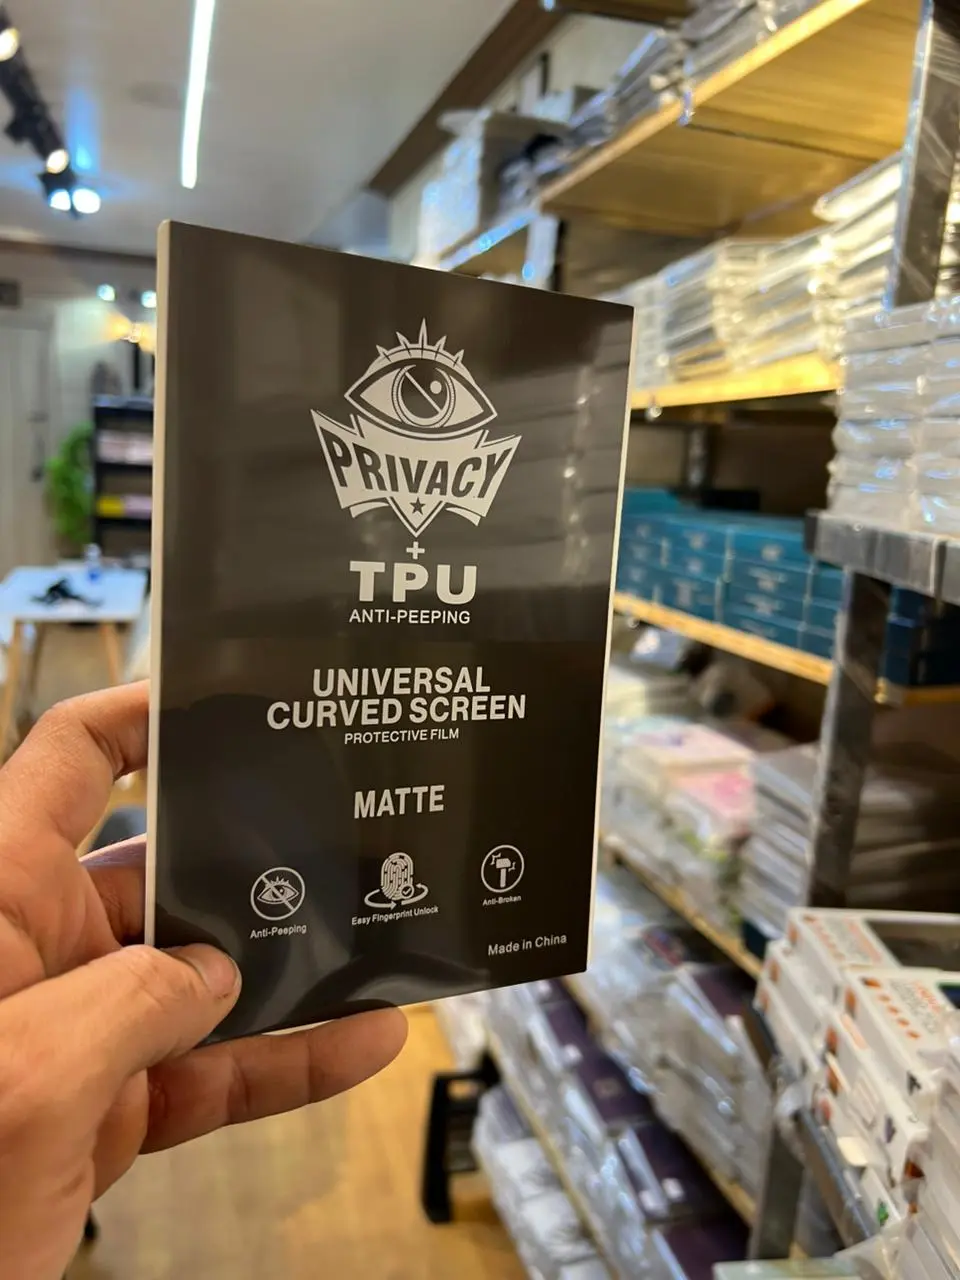 PRIVACY
+
TPU
ANTI-PEEPING
UNIVERSAL
CURVED SCREEN
PROTECTIVE FILM
MATTE
Anti-Peeping
Easy Fingerprint Unlock
Anti-Broken
Made in China